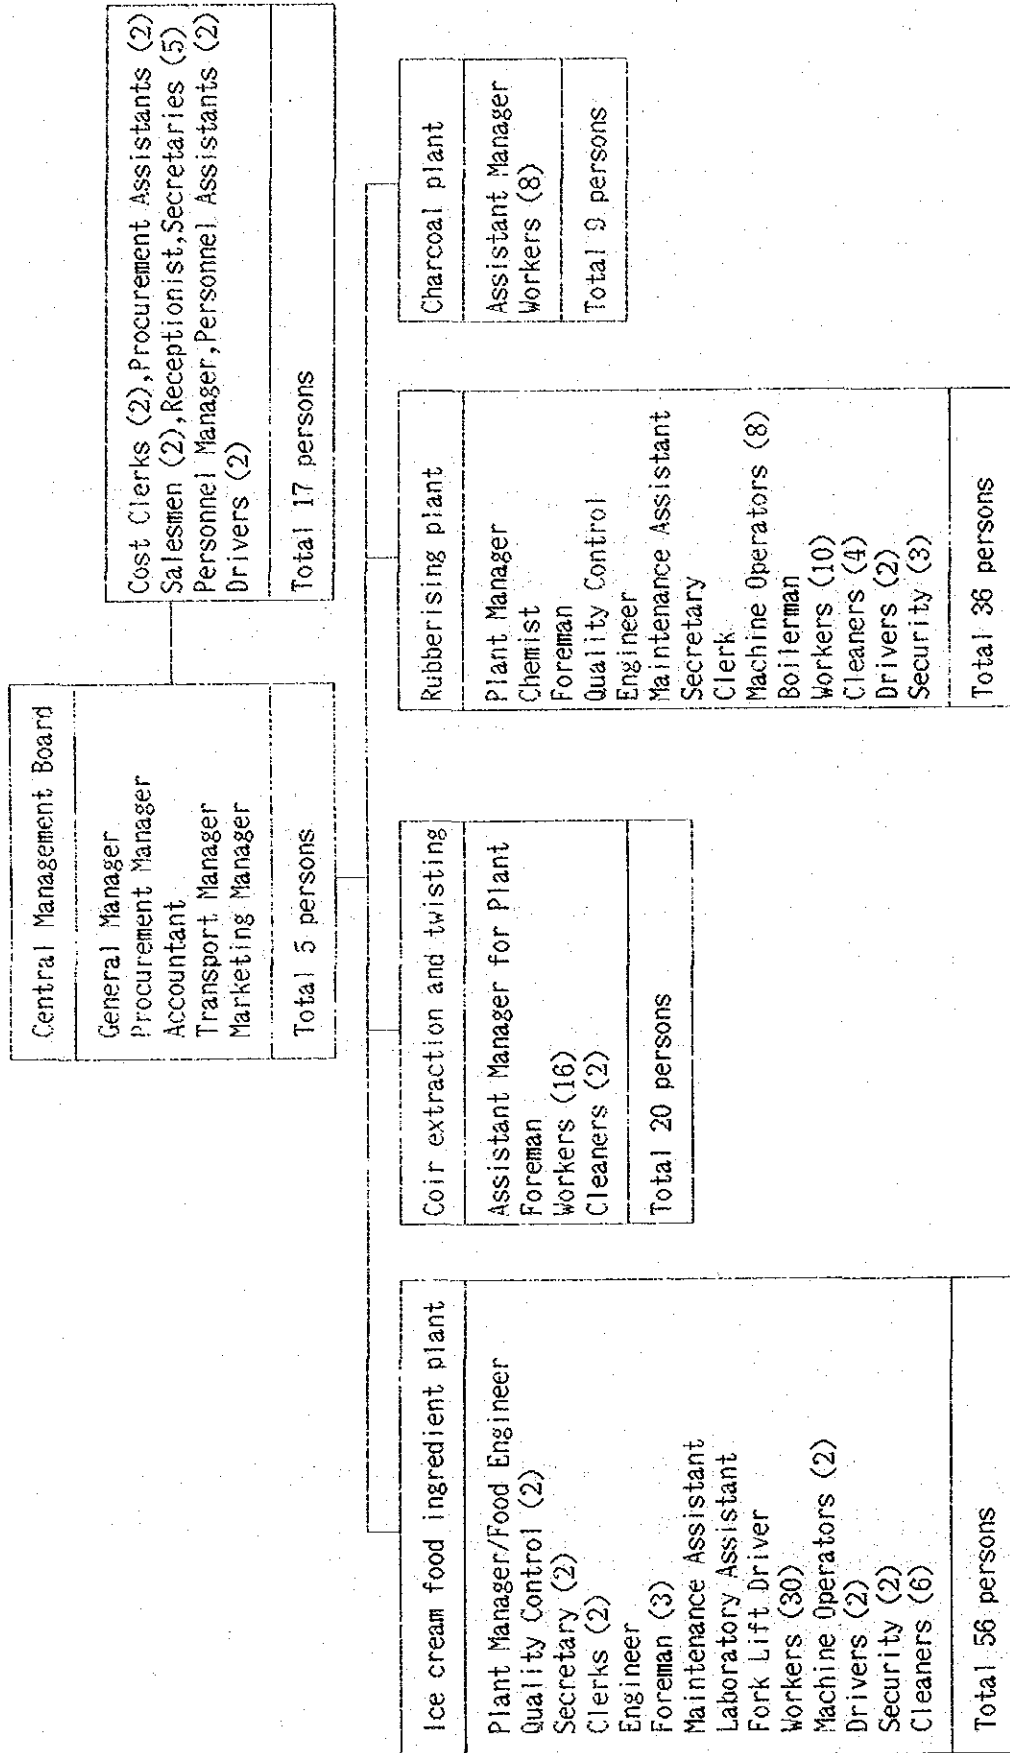 Central Management Board
General Manager
Procurement Manager
Accountant
Transport Manager
Marketing Manager
Total 5 persons
Cost Clerks (2),Procurement Assistants (2)
Salesmen (2),Receptionist,Secretaries (5)
Personnel Manager,Personnel Assistants (2)
Drivers (2)
Total 17 persons
Ice cream food ingredient plant
Plant Manager/Food Engineer
Quality Control (2)
Secretary (2)
Clerks (2)
Engineer
Foreman (3)
Maintenance Assistant
Laboratory Assistant
Fork Lift Driver
Workers (30)
Machine Operators (2)
Drivers (2)
Security (2)
Cleaners (6)
Total 56 persons
Coir extraction and twisting
Assistant Manager for Plant
Foreman
Workers (16)
Cleaners (2)
Total 20 persons
Rubberising plant
Plant Manager
Chemist
Foreman
Quality Control
Engineer
Maintenance Assistant
Secretary
Clerk
Machine Operators (8)
Boilerman
Workers (10)
Cleaners (4)
Drivers (2)
Security (3)
Total 36 persons
Charcoal plant
Assistant Manager
Workers (8)
Total 9 persons